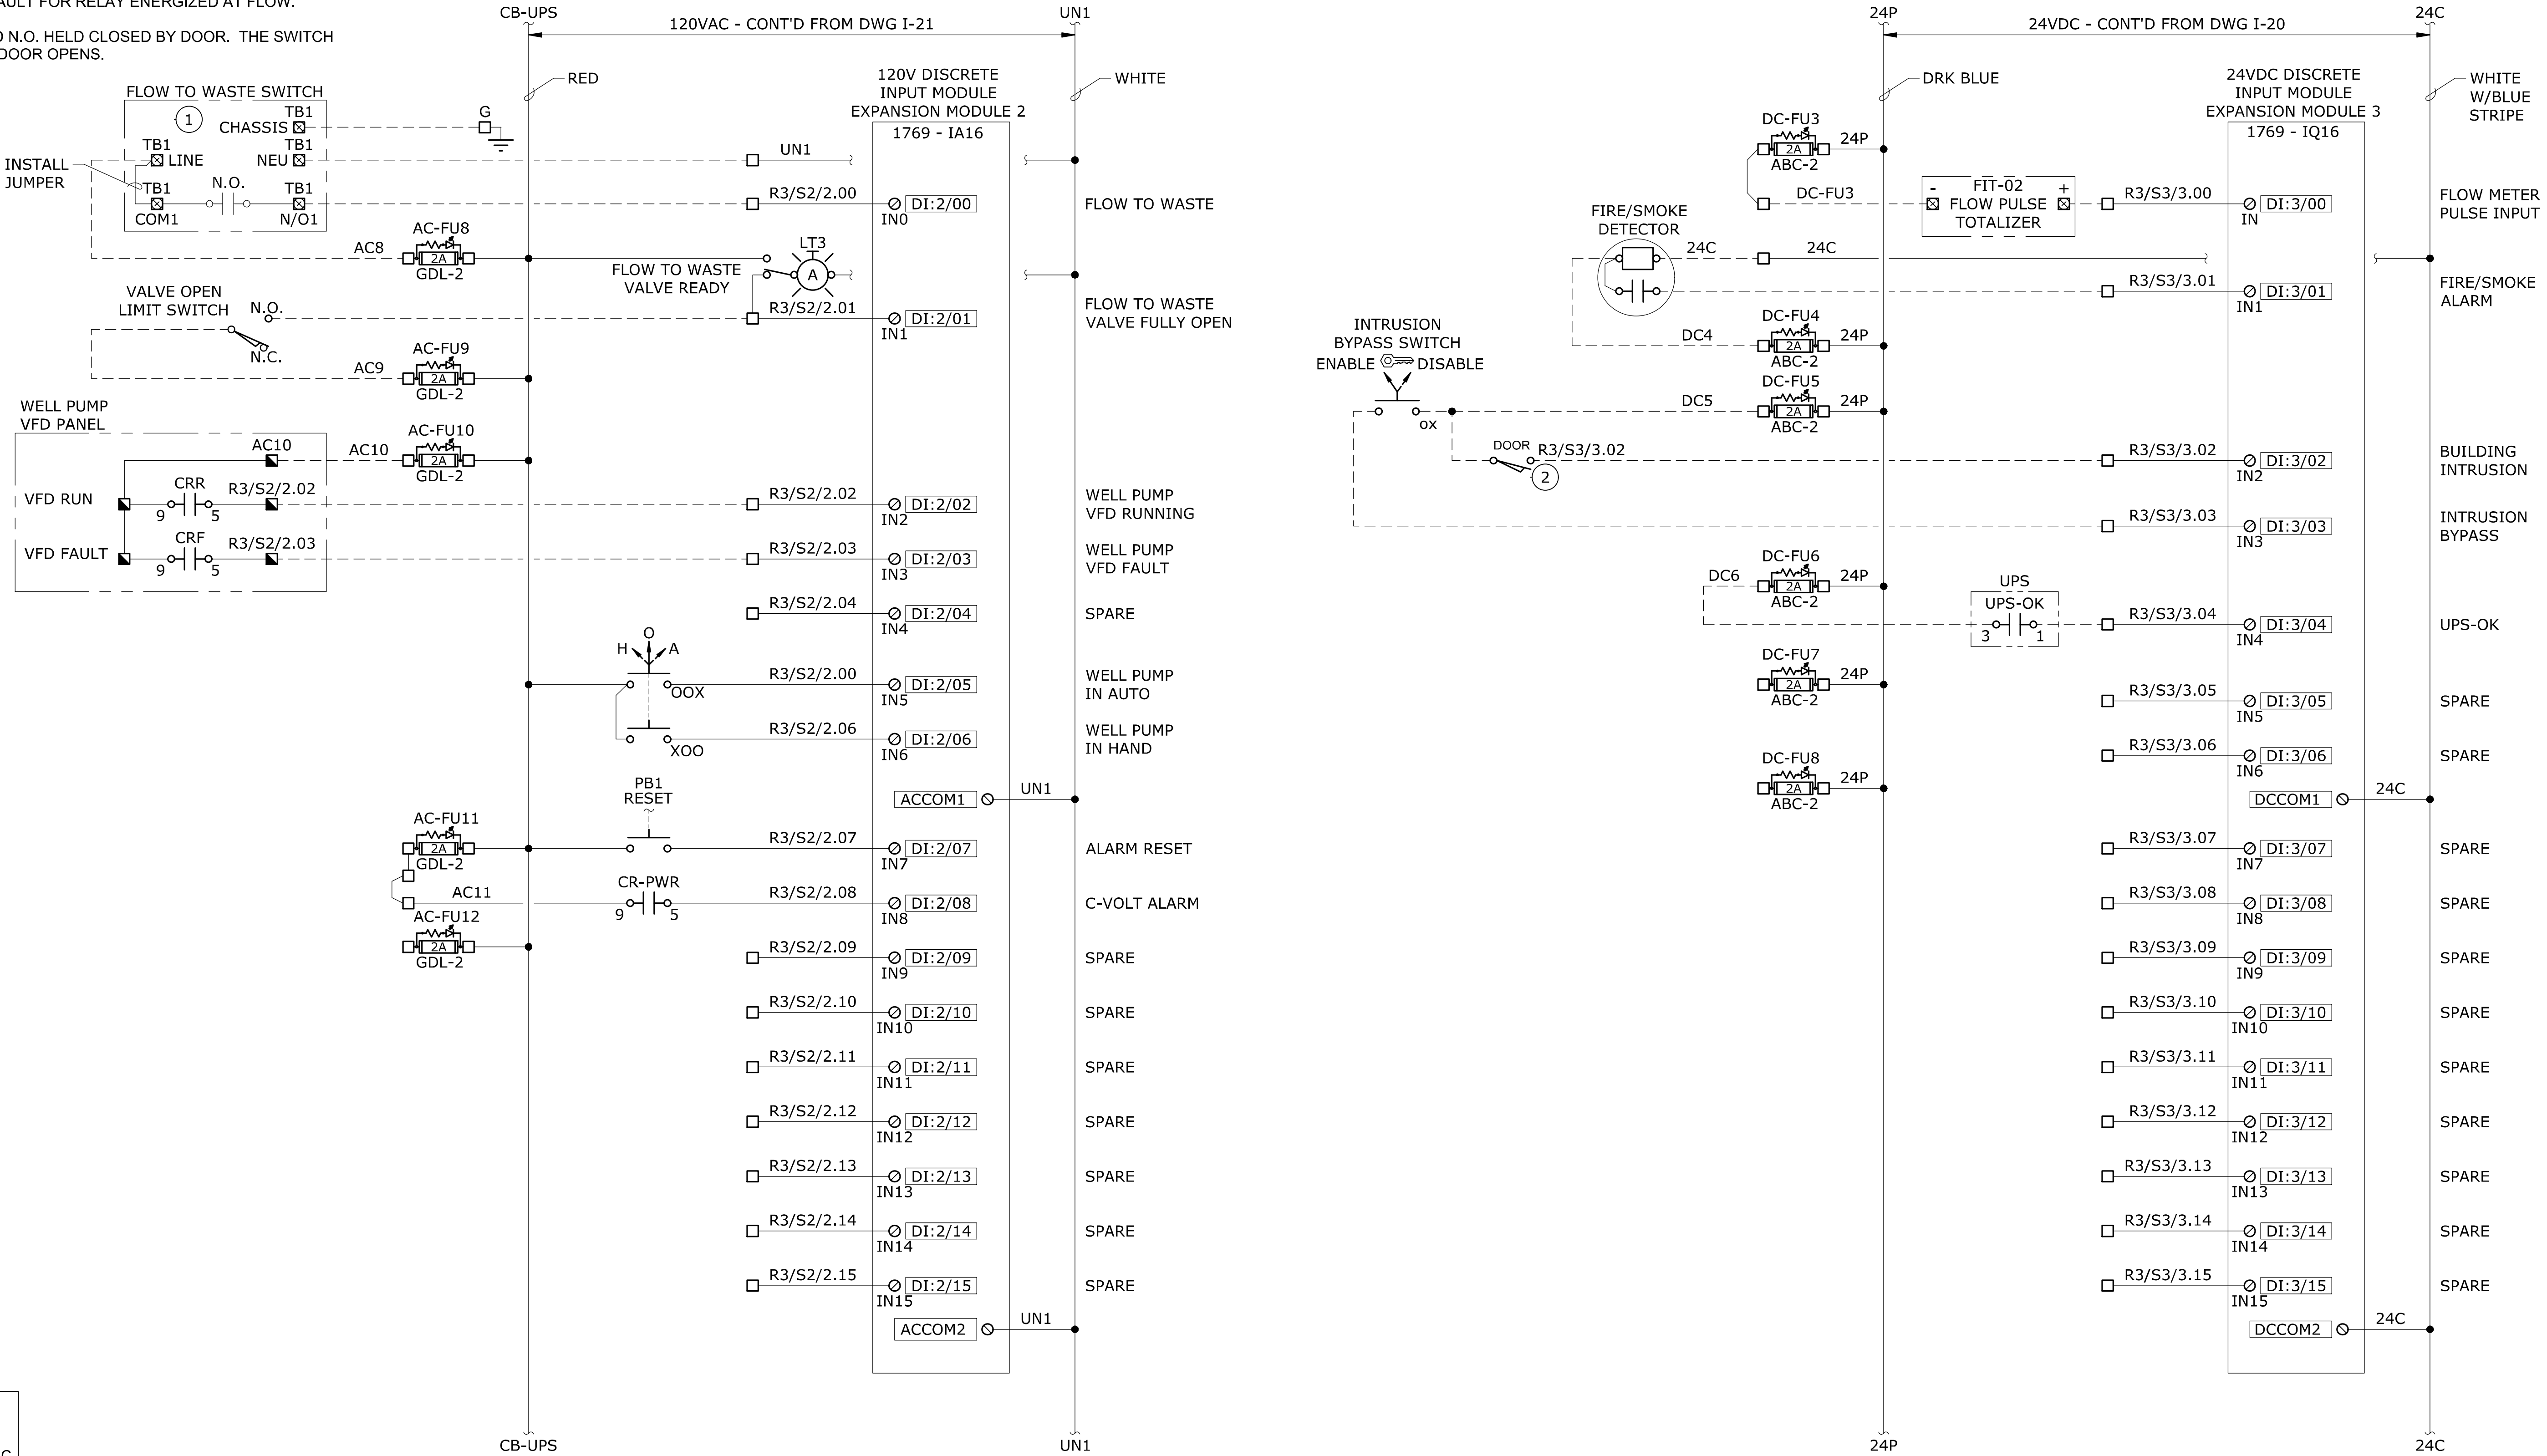 AULT FOR RELAY ENERGIZED AT FLOW.
N.O. HELD CLOSED BY DOOR. THE SWITCH
DOOR OPENS.
CB-UPS
120VAC - CONT'D FROM DWG I-21
UN1
RED
WHITE
120V DISCRETE
INPUT MODULE
EXPANSION MODULE 2
1769 - IA16
FLOW TO WASTE SWITCH
1
TB1
CHASSIS
G
TB1
LINE
TB1
NEU
INSTALL
JUMPER
TB1
COM1
N.O.
TB1
N/O1
UN1
R3/S2/2.00
DI:2/00
IN0
FLOW TO WASTE
AC8
AC-FU8
2A
GDL-2
FLOW TO WASTE
VALVE READY
LT3
A
VALVE OPEN
LIMIT SWITCH
N.O.
N.C.
R3/S2/2.01
DI:2/01
IN1
FLOW TO WASTE
VALVE FULLY OPEN
AC9
AC-FU9
2A
GDL-2
WELL PUMP
VFD PANEL
AC10
AC10
AC-FU10
2A
GDL-2
VFD RUN
CRR
9
5
R3/S2/2.02
R3/S2/2.02
DI:2/02
IN2
WELL PUMP
VFD RUNNING
VFD FAULT
CRF
9
5
R3/S2/2.03
R3/S2/2.03
DI:2/03
IN3
WELL PUMP
VFD FAULT
R3/S2/2.04
DI:2/04
IN4
SPARE
H
O
A
OOX
R3/S2/2.00
DI:2/05
IN5
WELL PUMP
IN AUTO
XOO
R3/S2/2.06
DI:2/06
IN6
WELL PUMP
IN HAND
ACCOM1
UN1
PB1
RESET
AC-FU11
2A
GDL-2
R3/S2/2.07
DI:2/07
IN7
ALARM RESET
AC11
CR-PWR
9
5
R3/S2/2.08
DI:2/08
IN8
C-VOLT ALARM
AC-FU12
2A
GDL-2
R3/S2/2.09
DI:2/09
IN9
SPARE
R3/S2/2.10
DI:2/10
IN10
SPARE
R3/S2/2.11
DI:2/11
IN11
SPARE
R3/S2/2.12
DI:2/12
IN12
SPARE
R3/S2/2.13
DI:2/13
IN13
SPARE
R3/S2/2.14
DI:2/14
IN14
SPARE
R3/S2/2.15
DI:2/15
IN15
SPARE
ACCOM2
UN1
CB-UPS
UN1
24P
24VDC - CONT'D FROM DWG I-20
24C
DRK BLUE
WHITE
W/BLUE
STRIPE
24VDC DISCRETE
INPUT MODULE
EXPANSION MODULE 3
1769 - IQ16
DC-FU3
2A
ABC-2
24P
DC-FU3
-
FIT-02
+
FLOW PULSE
TOTALIZER
R3/S3/3.00
DI:3/00
IN
FLOW METER
PULSE INPUT
FIRE/SMOKE
DETECTOR
24C
24C
R3/S3/3.01
DI:3/01
IN1
FIRE/SMOKE
ALARM
DC4
DC-FU4
2A
ABC-2
24P
INTRUSION
BYPASS SWITCH
ENABLE
DISABLE
OX
DC5
DC-FU5
2A
ABC-2
24P
DOOR
R3/S3/3.02
2
R3/S3/3.02
DI:3/02
IN2
BUILDING
INTRUSION
R3/S3/3.03
DI:3/03
IN3
INTRUSION
BYPASS
DC6
DC-FU6
2A
ABC-2
24P
UPS
UPS-OK
3
1
R3/S3/3.04
DI:3/04
IN4
UPS-OK
DC-FU7
2A
ABC-2
24P
R3/S3/3.05
DI:3/05
IN5
SPARE
R3/S3/3.06
DI:3/06
IN6
SPARE
DC-FU8
2A
ABC-2
24P
DCCOM1
24C
R3/S3/3.07
DI:3/07
IN7
SPARE
R3/S3/3.08
DI:3/08
IN8
SPARE
R3/S3/3.09
DI:3/09
IN9
SPARE
R3/S3/3.10
DI:3/10
IN10
SPARE
R3/S3/3.11
DI:3/11
IN11
SPARE
R3/S3/3.12
DI:3/12
IN12
SPARE
R3/S3/3.13
DI:3/13
IN13
SPARE
R3/S3/3.14
DI:3/14
IN14
SPARE
R3/S3/3.15
DI:3/15
IN15
SPARE
DCCOM2
24C
24P
24C